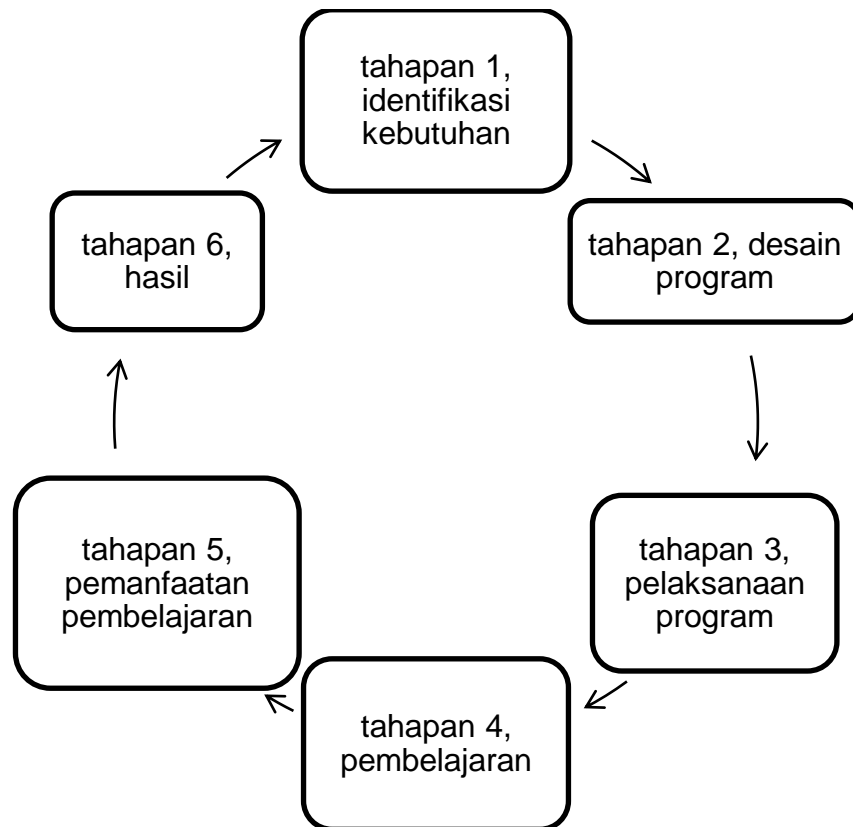 tahapan 1,
identifikasi
kebutuhan
tahapan 2, desain
program
tahapan 3,
pelaksanaan
program
tahapan 4,
pembelajaran
tahapan 5,
pemanfaatan
pembelajaran
tahapan 6,
hasil